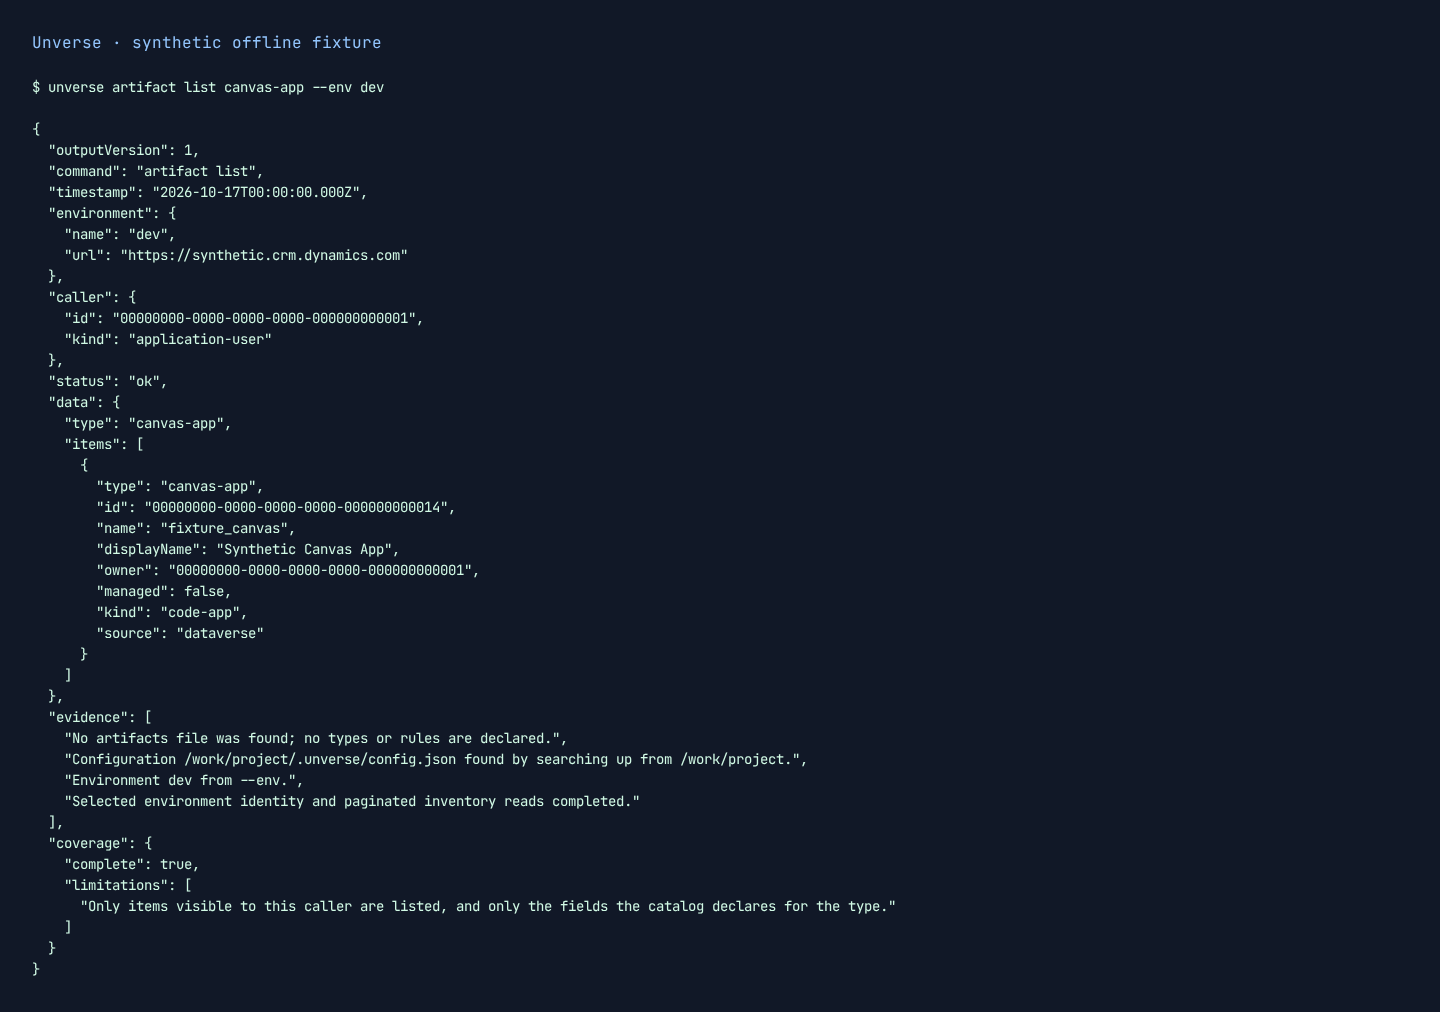 Unverse · synthetic offline fixture
$ unverse artifact list canvas-app --env dev
{
  "outputVersion": 1,
  "command": "artifact list",
  "timestamp": "2026-10-17T00:00:00.000Z",
  "environment": {
    "name": "dev",
    "url": "https://synthetic.crm.dynamics.com"
  },
  "caller": {
    "id": "00000000-0000-0000-0000-000000000001",
    "kind": "application-user"
  },
  "status": "ok",
  "data": {
    "type": "canvas-app",
    "items": [
      {
        "type": "canvas-app",
        "id": "00000000-0000-0000-0000-000000000014",
        "name": "fixture_canvas",
        "displayName": "Synthetic Canvas App",
        "owner": "00000000-0000-0000-0000-000000000001",
        "managed": false,
        "kind": "code-app",
        "source": "dataverse"
      }
    ]
  },
  "evidence": [
    "No artifacts file was found; no types or rules are declared.",
    "Configuration /work/project/.unverse/config.json found by searching up from /work/project.",
    "Environment dev from --env.",
    "Selected environment identity and paginated inventory reads completed."
  ],
  "coverage": {
    "complete": true,
    "limitations": [
      "Only items visible to this caller are listed, and only the fields the catalog declares for the type."
    ]
  }
}